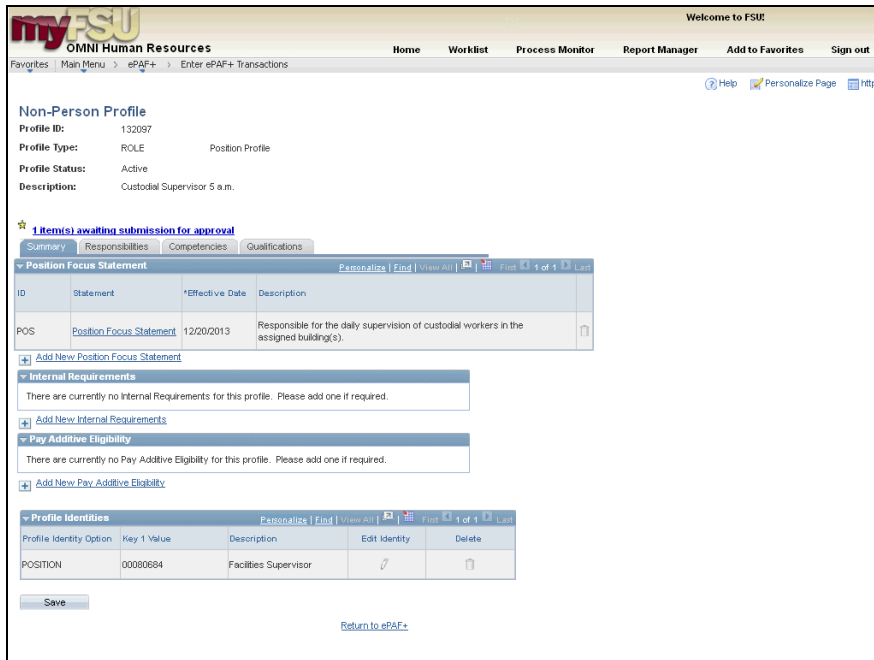 myFSU
Welcome to FSU!
OMNI Human Resources
Home Worklist Process Monitor Report Manager Add to Favorites Sign out
Favorites | Main Menu > ePAF+ > Enter ePAF+ Transactions
Help Personalize Page http
Non-Person Profile
Profile ID: 132097
Profile Type: ROLE Position Profile
Profile Status: Active
Description: Custodial Supervisor 5 a.m.
1 item(s) awaiting submission for approval
Summary Responsibilities Competencies Qualifications
Position Focus Statement Personalize | Find | View All | | First 1 of 1 Last
ID Statement *Effective Date Description
POS Position Focus Statement 12/20/2013 Responsible for the daily supervision of custodial workers in the
assigned building(s).
Add New Position Focus Statement
Internal Requirements
There are currently no Internal Requirements for this profile. Please add one if required.
Add New Internal Requirements
Pay Additive Eligibility
There are currently no Pay Additive Eligibility for this profile. Please add one if required.
Add New Pay Additive Eligibility
Profile Identities Personalize | Find | View All | | First 1 of 1 Last
Profile Identity Option Key 1 Value Description Edit Identity Delete
POSITION 00080684 Facilities Supervisor
Save
Return to ePAF+